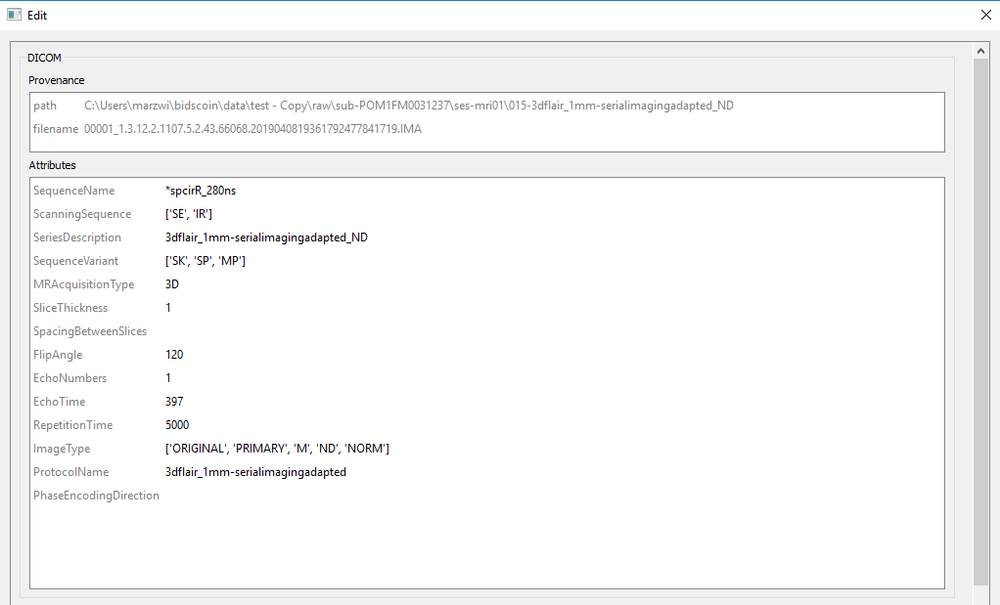 Edit
DICOM
Provenance
path C:\Users\marzwi\bidscoin\data\test - Copy\raw\sub-POM1FM0031237\ses-mri01\015-3dflair_1mm-serialimagingadapted_ND
filename 00001_1.3.12.2.1107.5.2.43.66068.2019040819361792477841719.IMA
Attributes
SequenceName *spcirR_280ns
ScanningSequence ['SE', 'IR']
SeriesDescription 3dflair_1mm-serialimagingadapted_ND
SequenceVariant ['SK', 'SP', 'MP']
MRAcquisitionType 3D
SliceThickness 1
SpacingBetweenSlices
FlipAngle 120
EchoNumbers 1
EchoTime 397
RepetitionTime 5000
ImageType ['ORIGINAL', 'PRIMARY', 'M', 'ND', 'NORM']
ProtocolName 3dflair_1mm-serialimagingadapted
PhaseEncodingDirection